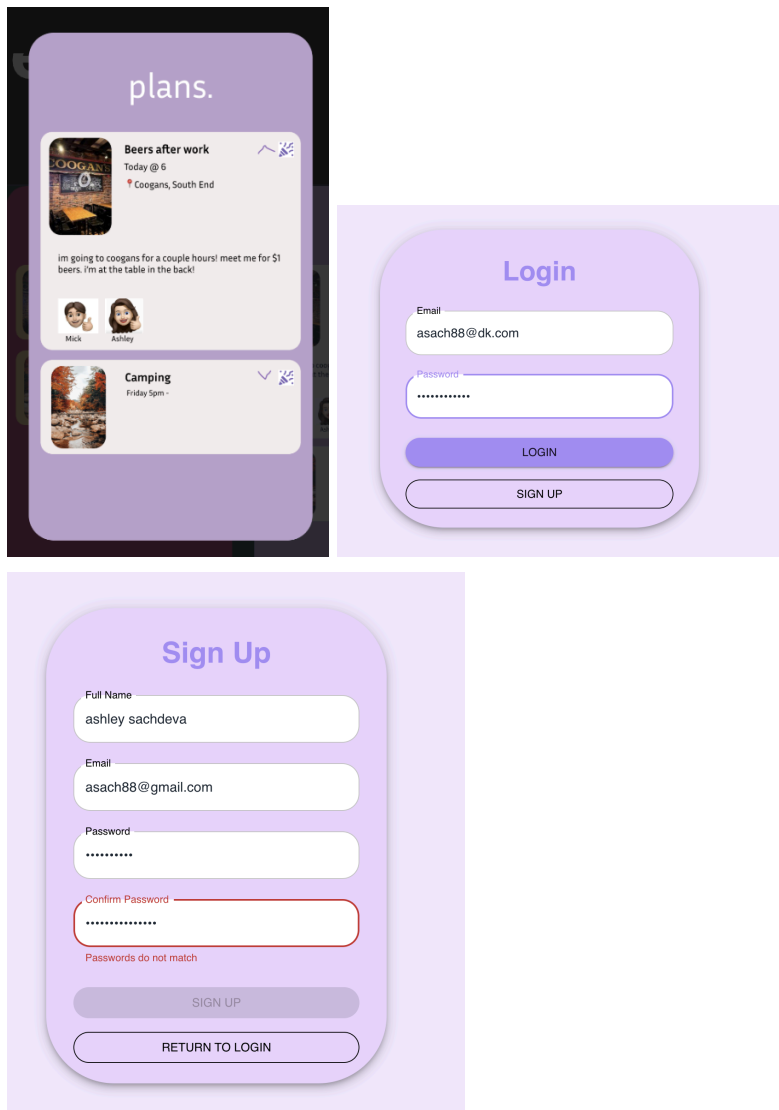 plans.
Beers after work
Today @ 6
Coogans, South End
COOGANS
im going to coogans for a couple hours! meet me for $1
beers. i'm at the table in the back!
Mick
Ashley
Camping
Friday 5pm -
Login
Email
asach88@dk.com
Password
••••••••••••
LOGIN
SIGN UP
Sign Up
Full Name
ashley sachdeva
Email
asach88@gmail.com
Password
••••••••••
Confirm Password
•••••••••••••••
Passwords do not match
SIGN UP
RETURN TO LOGIN